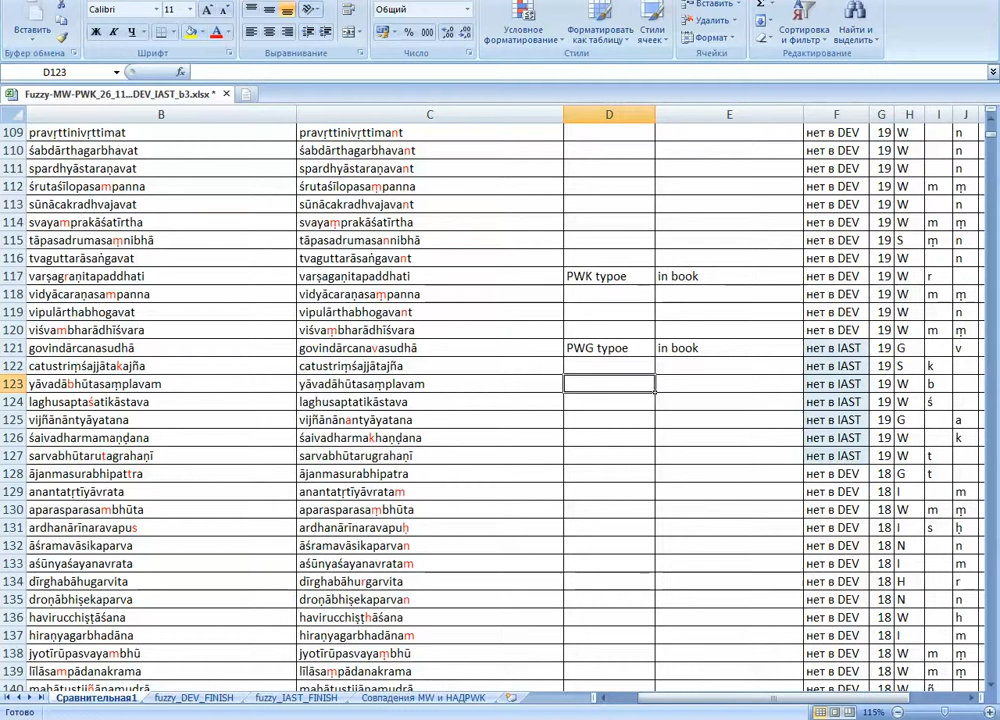 Calibri 11 Общий
Вставить Ж К Ч % 000 Условное форматирование Форматировать как таблицу Стили ячеек Вставить Удалить Формат Сортировка и фильтр Найти и выделить
Буфер обмена Шрифт Выравнивание Число Стили Ячейки Редактирование
D123 fx
Fuzzy-MW-PWK_26_11...DEV_IAST_b3.xlsx *
B C D E F G H I J
109 pravṛttinivṛttimat pravṛttinivṛttimant нет в DEV 19 W n
110 śabdārthagarbhavat śabdārthagarbhavant нет в DEV 19 W n
111 spardhyāstaraṇavat spardhyāstaraṇavant нет в DEV 19 W n
112 śrutaśīlopasampanna śrutaśīlopasaṃpanna нет в DEV 19 W m ṃ
113 sūnācakradhvajavat sūnācakradhvajavant нет в DEV 19 W n
114 svayamprakāśatīrtha svayaṃprakāśatīrtha нет в DEV 19 W m ṃ
115 tāpasadrumasaṃnibhā tāpasadrumasannibhā нет в DEV 19 S ṃ n
116 tvaguttarāsaṅgavat tvaguttarāsaṅgavant нет в DEV 19 W n
117 varṣagraṇitapaddhati varṣagaṇitapaddhati PWK typoe in book нет в DEV 19 W r
118 vidyācaraṇasampanna vidyācaraṇasaṃpanna нет в DEV 19 W m ṃ
119 vipulārthabhogavat vipulārthabhogavant нет в DEV 19 W n
120 viśvambharādhīśvara viśvaṃbharādhīśvara нет в DEV 19 W m ṃ
121 govindārcanasudhā govindārcanavasudhā PWG typoe in book нет в IAST 19 G v
122 catustriṃśajjātakajña catustriṃśajjātajña нет в IAST 19 S k
123 yāvadābhūtasaṃplavam yāvadāhūtasaṃplavam нет в IAST 19 W b
124 laghusaptaśatikāstava laghusaptatikāstava нет в IAST 19 W ś
125 vijñānāntyāyatana vijñānānantyāyatana нет в IAST 19 G a
126 śaivadharmamaṇḍana śaivadharmakhaṇḍana нет в IAST 19 W k
127 sarvabhūtarutagrahaṇī sarvabhūtarugrahaṇī нет в IAST 19 W t
128 ājanmasurabhipattra ājanmasurabhipatra нет в DEV 18 G t
129 anantatṛtīyāvrata anantatṛtīyāvratam нет в DEV 18 I m
130 aparasparasambhūta aparasparasaṃbhūta нет в DEV 18 W m ṃ
131 ardhanārīnaravapus ardhanārīnaravapuḥ нет в DEV 18 I s ḥ
132 āśramavāsikaparva āśramavāsikaparvan нет в DEV 18 N n
133 aśūnyaśayanavrata aśūnyaśayanavratam нет в DEV 18 I m
134 dīrghabāhugarvita dīrghabāhurgarvita нет в DEV 18 H r
135 droṇābhiṣekaparva droṇābhiṣekaparvan нет в DEV 18 N n
136 havirucchiṣṭāśana havirucchiṣṭhāśana нет в DEV 18 W h
137 hiraṇyagarbhadāna hiraṇyagarbhadānam нет в DEV 18 I m
138 jyotīrūpasvayambhū jyotīrūpasvayaṃbhū нет в DEV 18 W m ṃ
139 līlāsampādanakrama līlāsaṃpādanakrama нет в DEV 18 W m ṃ
140 mahātustijñānamudrā нет в DEV 18 W ñ
Сравнительная1 fuzzy_DEV_FINISH fuzzy_IAST_FINISH Совпадения MW и НАДPWK
Готово 115%